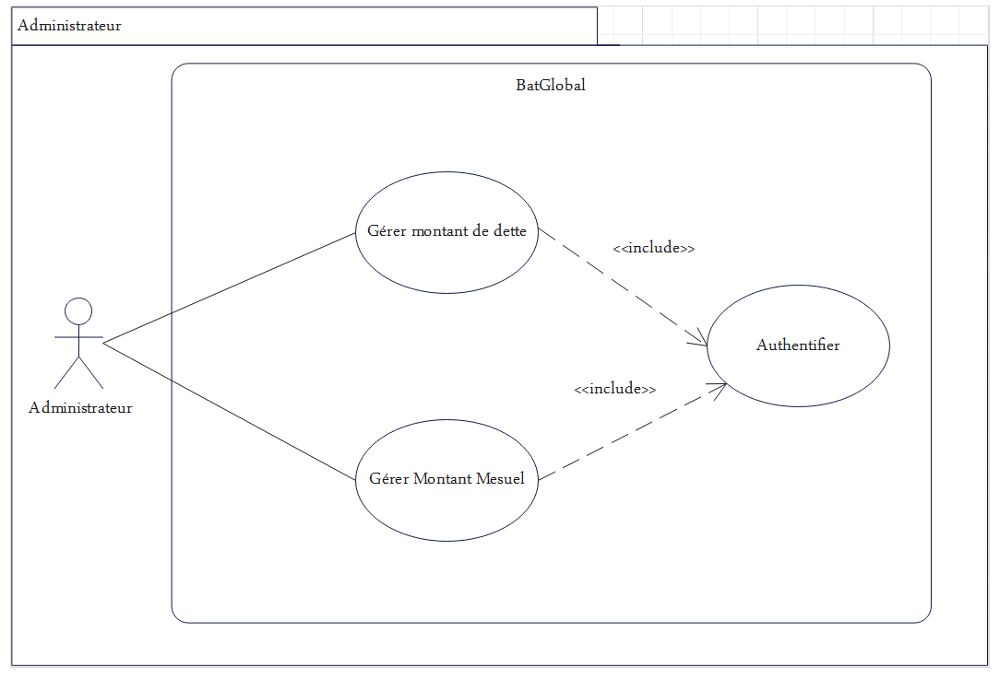 Administrateur
BatGlobal
Gérer montant de dette
<<include>>
Authentifier
<<include>>
Administrateur
Gérer Montant Mesuel